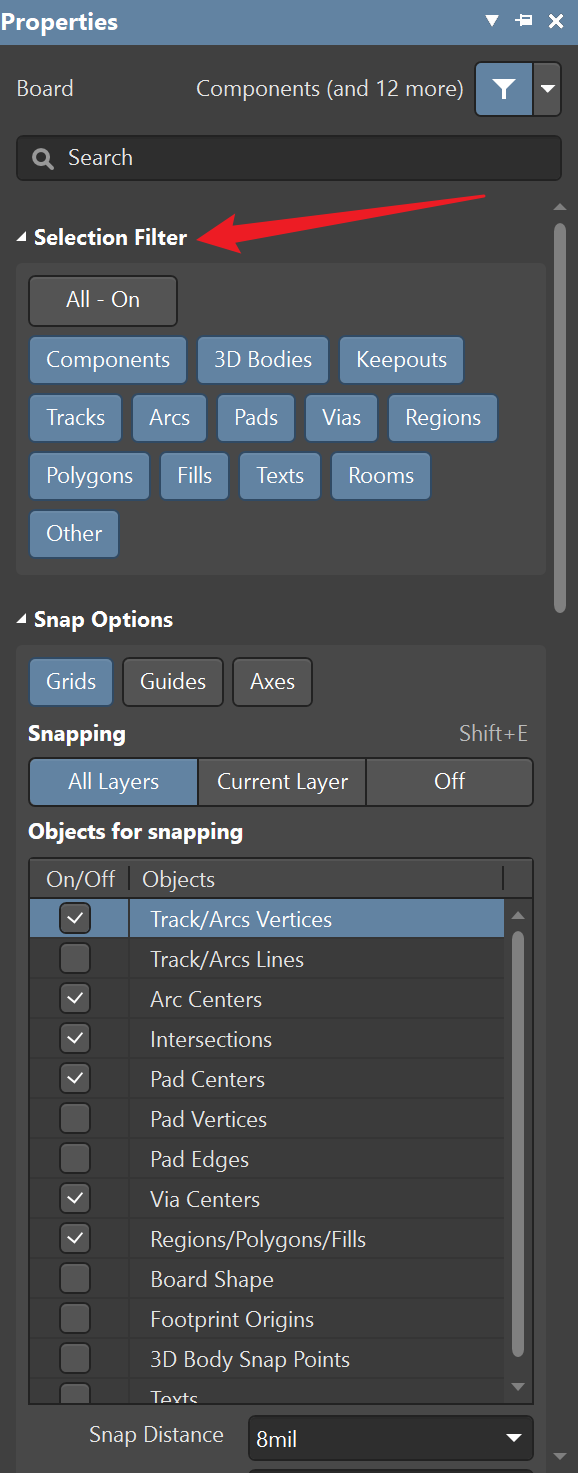 Properties
Board Components (and 12 more)
Search
Selection Filter
All - On
Components 3D Bodies Keepouts
Tracks Arcs Pads Vias Regions
Polygons Fills Texts Rooms
Other
Snap Options
Grids Guides Axes
Snapping Shift+E
All Layers Current Layer Off
Objects for snapping
On/Off Objects
Track/Arcs Vertices
Track/Arcs Lines
Arc Centers
Intersections
Pad Centers
Pad Vertices
Pad Edges
Via Centers
Regions/Polygons/Fills
Board Shape
Footprint Origins
3D Body Snap Points
Texts
Snap Distance 8mil